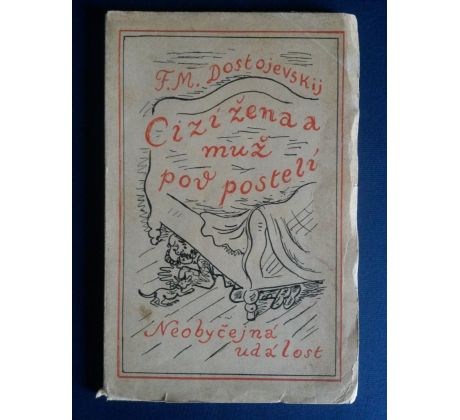 F. M. Dostojevskij
Cizí žena a
muž
pod postelí
Neobyčejná
událost